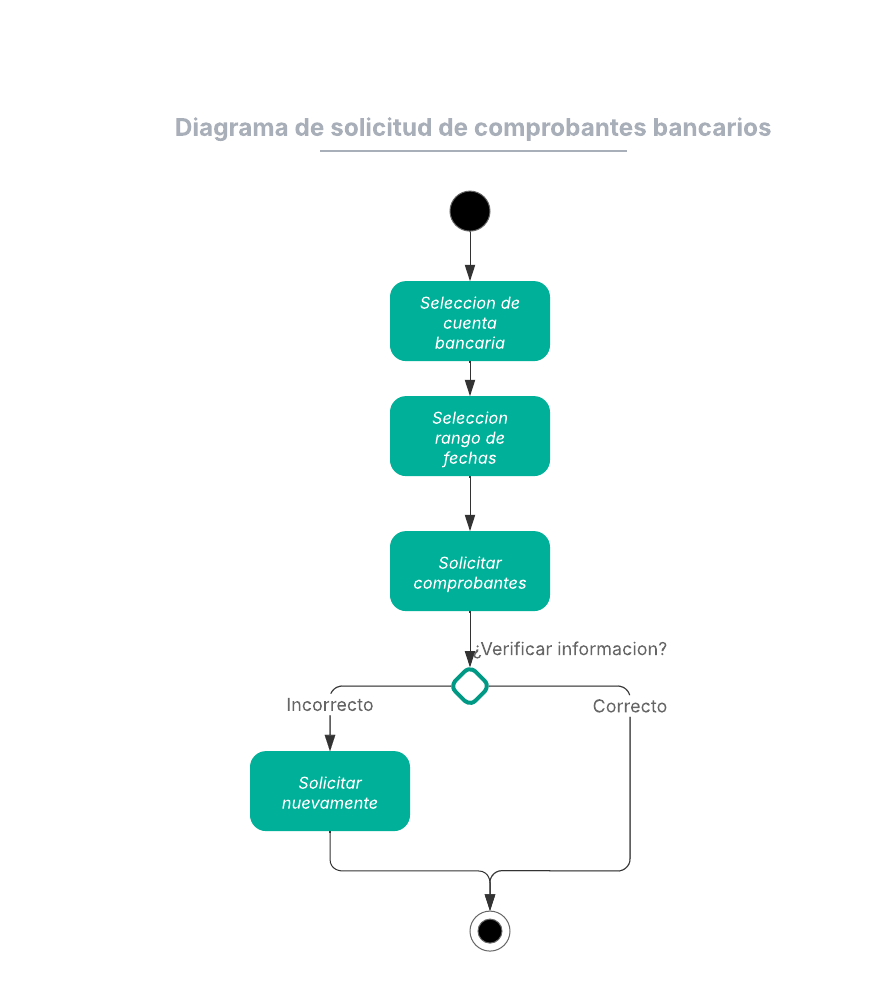 Diagrama de solicitud de comprobantes bancarios
Seleccion de
cuenta
bancaria
Seleccion
rango de
fechas
Solicitar
comprobantes
¿Verificar informacion?
Incorrecto
Correcto
Solicitar
nuevamente